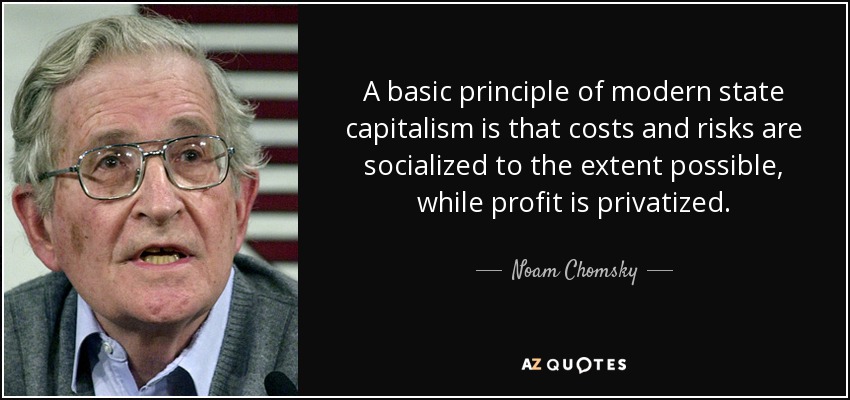 A basic principle of modern state
capitalism is that costs and risks are
socialized to the extent possible,
while profit is privatized.
Noam Chomsky
AZ QUOTES